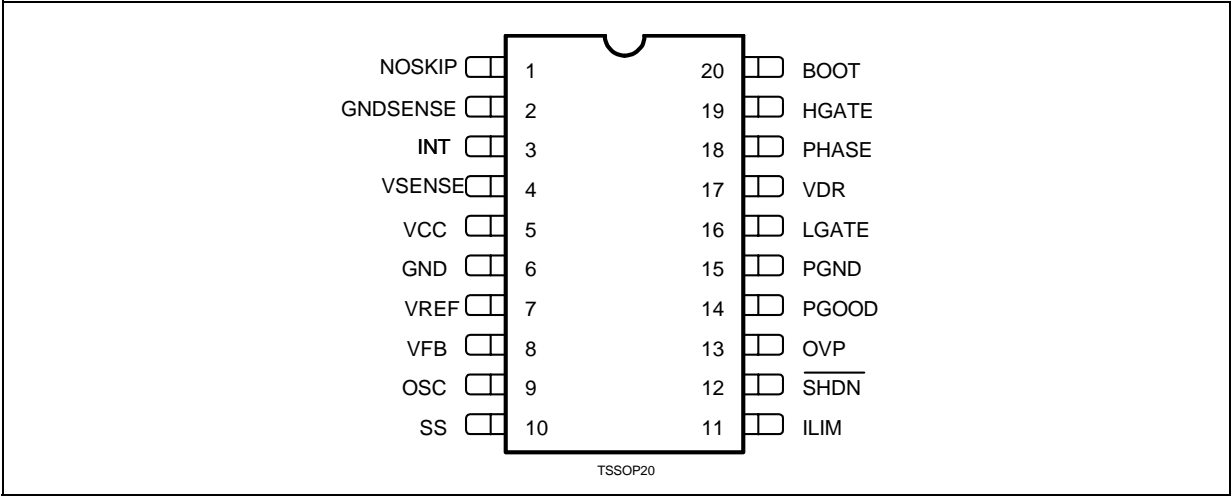 NOSKIP 1 20 BOOT
GNDSENSE 2 19 HGATE
INT 3 18 PHASE
VSENSE 4 17 VDR
VCC 5 16 LGATE
GND 6 15 PGND
VREF 7 14 PGOOD
VFB 8 13 OVP
OSC 9 12 SHDN
SS 10 11 ILIM
TSSOP20